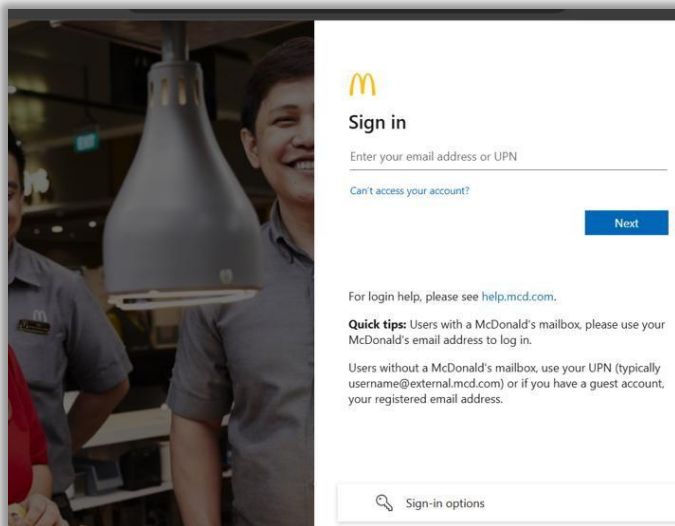 Sign in
Enter your email address or UPN
Can't access your account?
Next
For login help, please see help.mcd.com.
Quick tips: Users with a McDonald's mailbox, please use your
McDonald's email address to log in.
Users without a McDonald's mailbox, use your UPN (typically
username@external.mcd.com) or if you have a guest account,
your registered email address.
Sign-in options